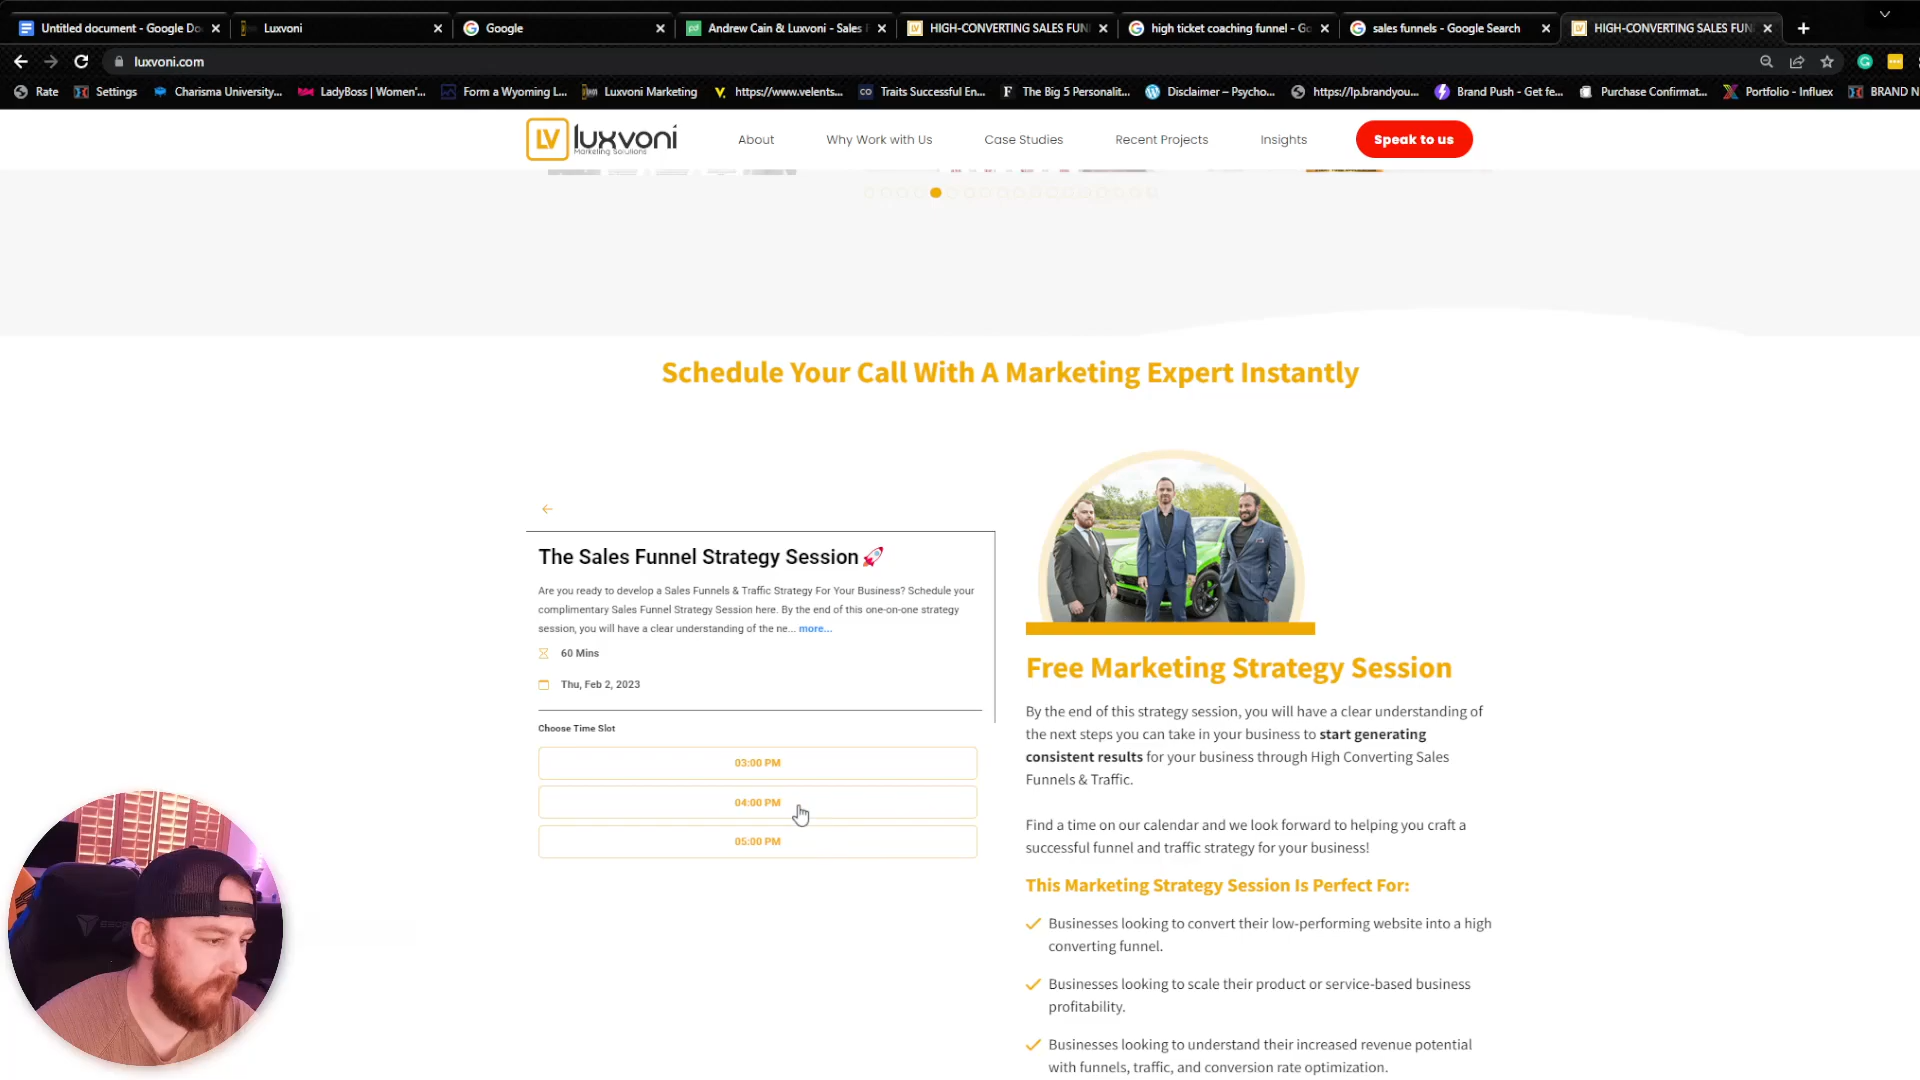 Untitled document - Google Do
Luxvoni
Google
Andrew Cain & Luxvoni - Sales
HIGH-CONVERTING SALES FUN
high ticket coaching funnel - Go
sales funnels - Google Search
HIGH-CONVERTING SALES FUN
luxvoni.com
Rate
Settings
Charisma University...
LadyBoss | Women'...
Form a Wyoming L...
Luxvoni Marketing
https://www.velents...
Traits Successful En...
The Big 5 Personalit...
Disclaimer – Psycho...
https://lp.brandyou...
Brand Push - Get fe...
Purchase Confirmat...
Portfolio - Influex
BRAND N
LV luxvoni
Marketing Solutions
About
Why Work with Us
Case Studies
Recent Projects
Insights
Speak to us
Schedule Your Call With A Marketing Expert Instantly
The Sales Funnel Strategy Session 🚀
Are you ready to develop a Sales Funnels & Traffic Strategy For Your Business? Schedule your
complimentary Sales Funnel Strategy Session here. By the end of this one-on-one strategy
session, you will have a clear understanding of the ne... more...
60 Mins
Thu, Feb 2, 2023
Choose Time Slot
03:00 PM
04:00 PM
05:00 PM
Free Marketing Strategy Session
By the end of this strategy session, you will have a clear understanding of
the next steps you can take in your business to start generating
consistent results for your business through High Converting Sales
Funnels & Traffic.
Find a time on our calendar and we look forward to helping you craft a
successful funnel and traffic strategy for your business!
This Marketing Strategy Session Is Perfect For:
Businesses looking to convert their low-performing website into a high
converting funnel.
Businesses looking to scale their product or service-based business
profitability.
Businesses looking to understand their increased revenue potential
with funnels, traffic, and conversion rate optimization.